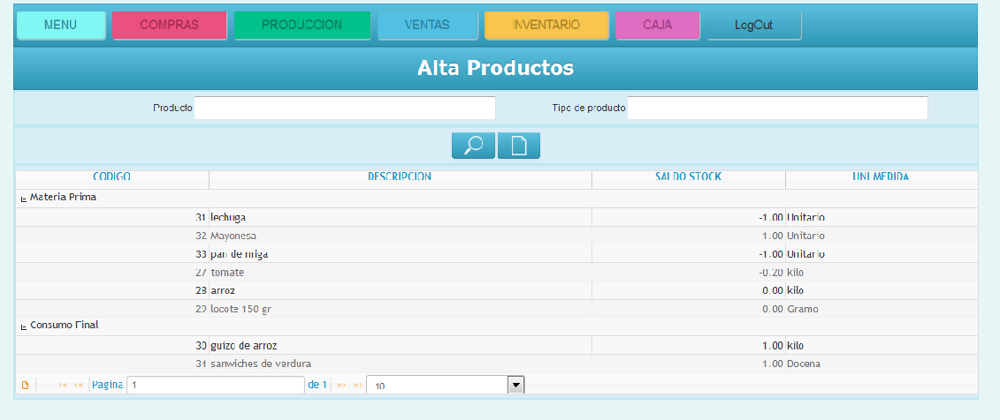 MENU COMPRAS PRODUCCION VENTAS INVENTARIO CAJA LogOut
Alta Productos
Producto Tipo de producto
CODIGO DESCRIPCION SALDO STOCK UNI MEDIDA
Materia Prima
31 lechuga -1.00 Unitario
32 Mayonesa 1.00 Unitario
33 pan de miga -1.00 Unitario
27 tomate -0.20 kilo
28 arroz 0.00 kilo
29 locote 150 gr 0.00 Gramo
Consumo Final
30 guizo de arroz 1.00 kilo
34 sanwiches de verdura 1.00 Docena
Pagina 1 de 1 10